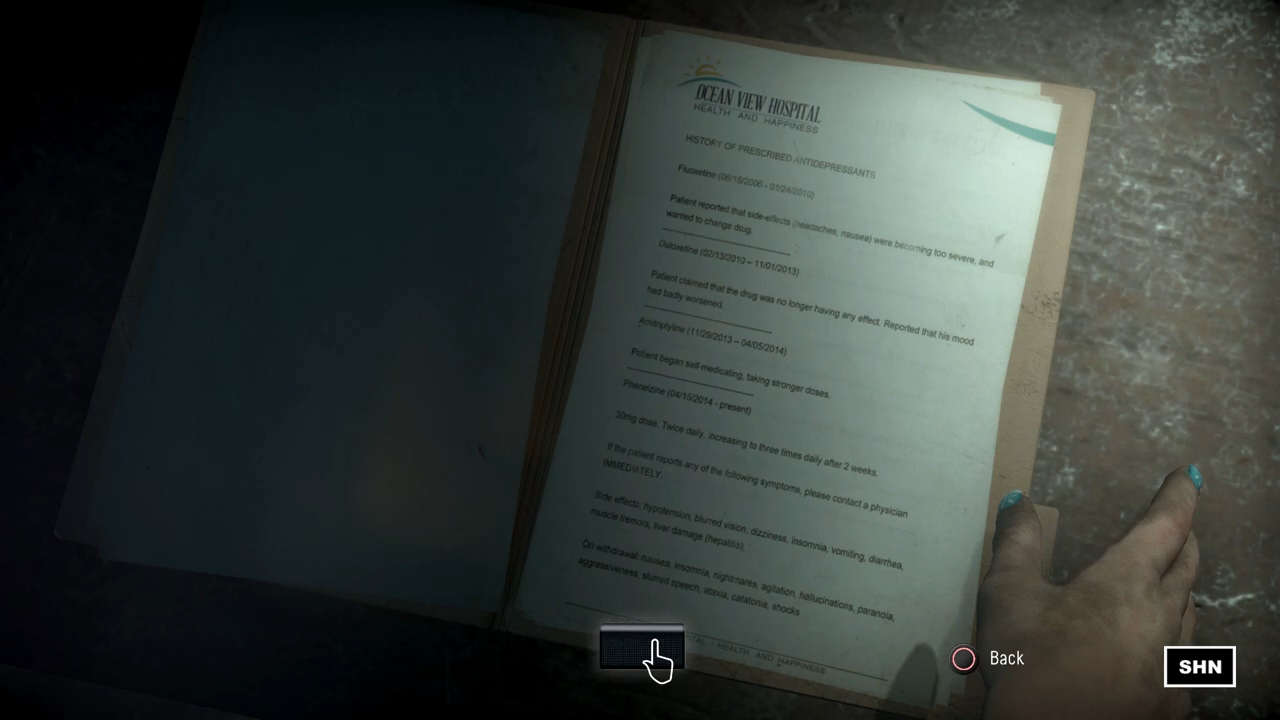 OCEAN VIEW HOSPITAL
HEALTH AND HAPPINESS
HISTORY OF PRESCRIBED ANTIDEPRESSANTS
Fluoxetine (06/16/2006 - 01/24/2010)
Patient reported that side-effects (headaches, nausea) were becoming too severe, and
wanted to change drug.
Duloxetine (02/13/2010 – 11/01/2013)
Patient claimed that the drug was no longer having any effect. Reported that his mood
had badly worsened.
Amitriptyline (11/29/2013 – 04/05/2014)
Patient began self-medicating, taking stronger doses.
Phenelzine (04/15/2014 - present)
30mg dose. Twice daily, increasing to three times daily after 2 weeks.
If the patient reports any of the following symptoms, please contact a physician
IMMEDIATELY:
Side effects: hypotension, blurred vision, dizziness, insomnia, vomiting, diarrhea,
muscle tremors, liver damage (hepatitis).
On withdrawal: nausea, insomnia, nightmares, agitation, hallucinations, paranoia,
aggressiveness, slurred speech, ataxia, catatonia, shocks
- HEALTH AND HAPPINESS
Back
SHN